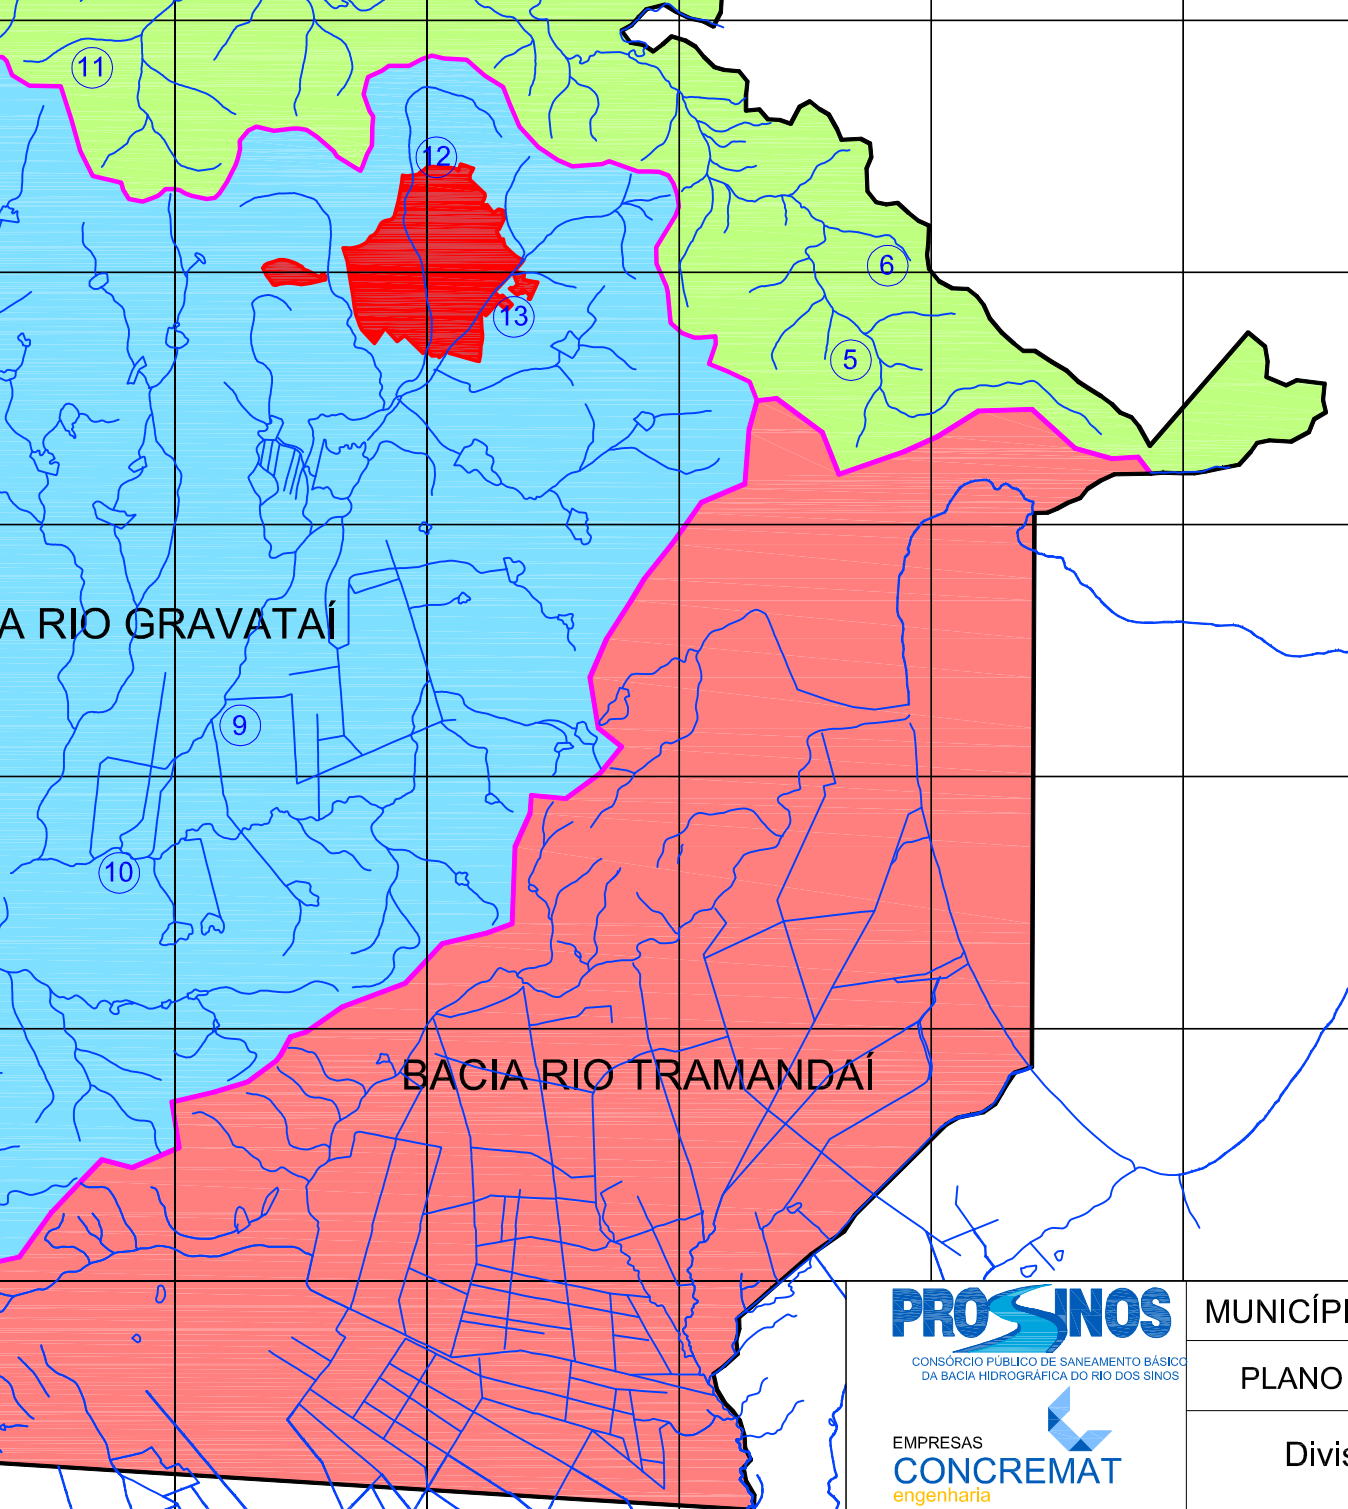 11
12
6
13
5
A RIO GRAVATAÍ
9
10
BACIA RIO TRAMANDAÍ
PROSINOS
CONSÓRCIO PÚBLICO DE SANEAMENTO BÁSICO
DA BACIA HIDROGRÁFICA DO RIO DOS SINOS
EMPRESAS
CONCREMAT
engenharia
MUNICÍPI
PLANO
Divis